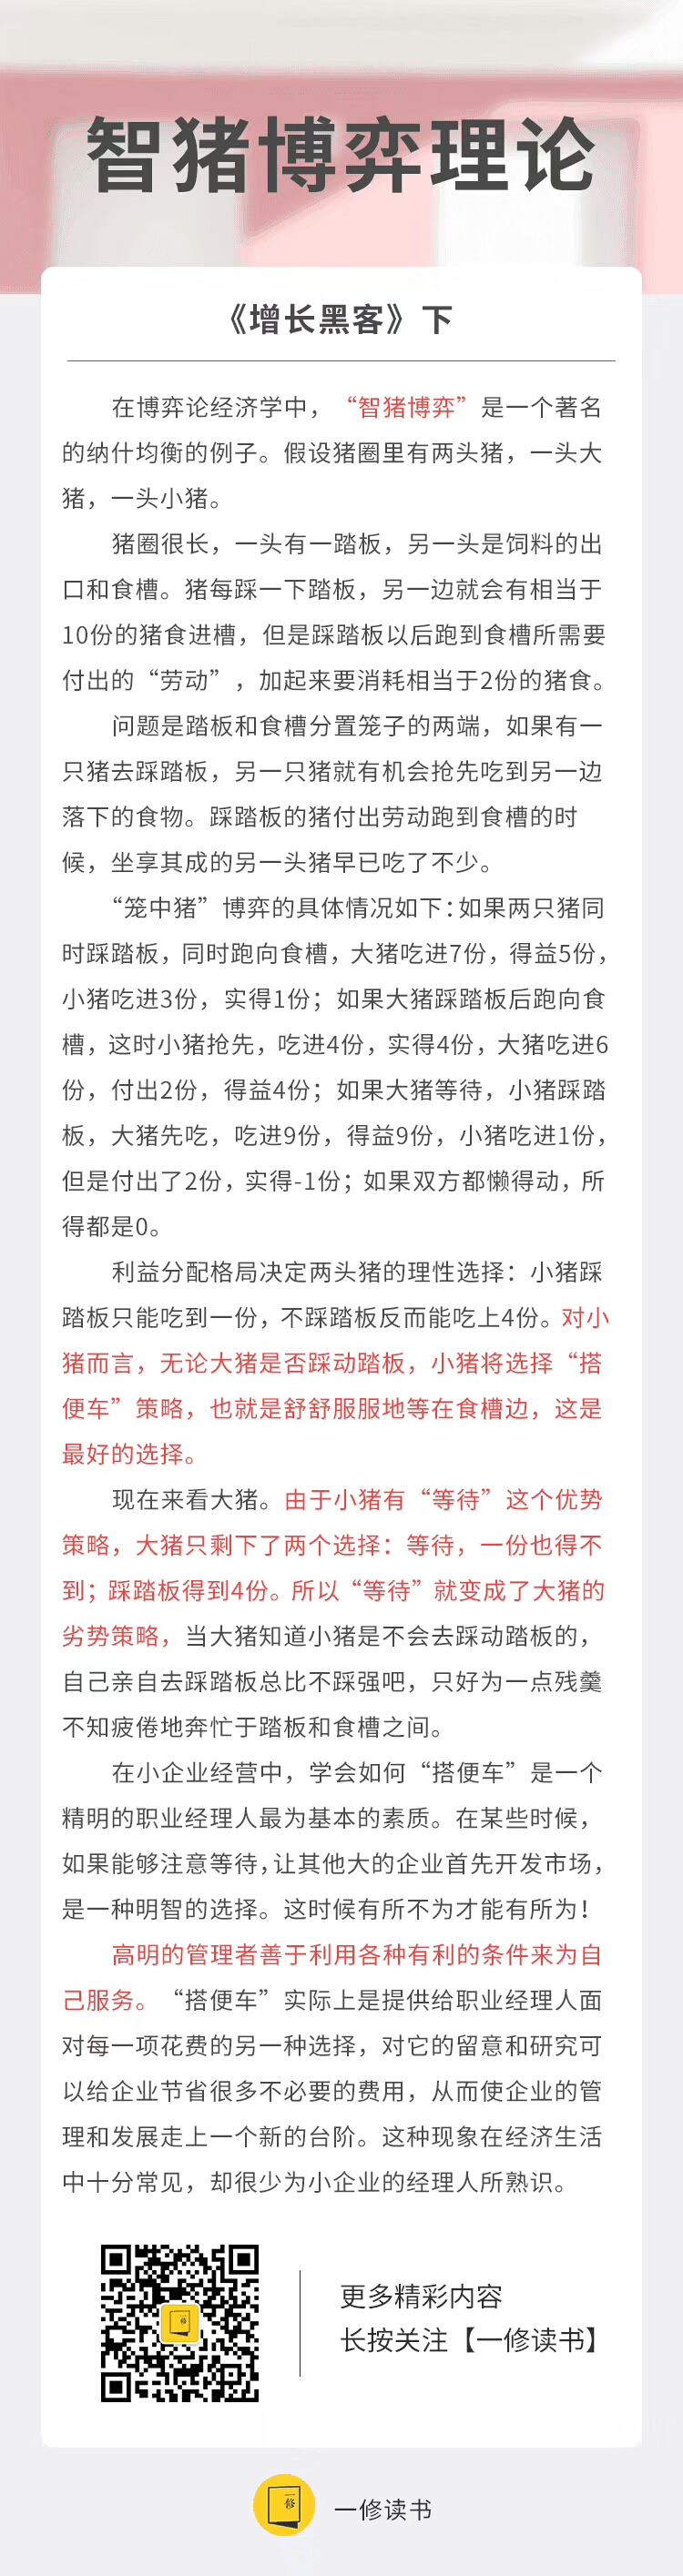 智猪博弈理论
《增长黑客》下
在博弈论经济学中，“智猪博弈”是一个著名
的纳什均衡的例子。假设猪圈里有两头猪，一头大
猪，一头小猪。
猪圈很长，一头有一踏板，另一头是饲料的出
口和食槽。猪每踩一下踏板，另一边就会有相当于
10份的猪食进槽，但是踩踏板以后跑到食槽所需要
付出的“劳动”，加起来要消耗相当于2份的猪食。
问题是踏板和食槽分置笼子的两端，如果有一
只猪去踩踏板，另一只猪就有机会抢先吃到另一边
落下的食物。踩踏板的猪付出劳动跑到食槽的时
候，坐享其成的另一头猪早已吃了不少。
“笼中猪”博弈的具体情况如下：如果两只猪同
时踩踏板，同时跑向食槽，大猪吃进7份，得益5份，
小猪吃进3份，实得1份；如果大猪踩踏板后跑向食
槽，这时小猪抢先，吃进4份，实得4份，大猪吃进6
份，付出2份，得益4份；如果大猪等待，小猪踩踏
板，大猪先吃，吃进9份，得益9份，小猪吃进1份，
但是付出了2份，实得-1份；如果双方都懒得动，所
得都是0。
利益分配格局决定两头猪的理性选择：小猪踩
踏板只能吃到一份，不踩踏板反而能吃上4份。对小
猪而言，无论大猪是否踩动踏板，小猪将选择“搭
便车”策略，也就是舒舒服服地等在食槽边，这是
最好的选择。
现在来看大猪。由于小猪有“等待”这个优势
策略，大猪只剩下了两个选择：等待，一份也得不
到；踩踏板得到4份。所以“等待”就变成了大猪的
劣势策略，当大猪知道小猪是不会去踩动踏板的，
自己亲自去踩踏板总比不踩强吧，只好为一点残羹
不知疲倦地奔忙于踏板和食槽之间。
在小企业经营中，学会如何“搭便车”是一个
精明的职业经理人最为基本的素质。在某些时候，
如果能够注意等待，让其他大的企业首先开发市场，
是一种明智的选择。这时候有所不为才能有所为！
高明的管理者善于利用各种有利的条件来为自
己服务。“搭便车”实际上是提供给职业经理人面
对每一项花费的另一种选择，对它的留意和研究可
以给企业节省很多不必要的费用，从而使企业的管
理和发展走上一个新的台阶。这种现象在经济生活
中十分常见，却很少为小企业的经理人所熟识。
更多精彩内容
长按关注【一修读书】
一修读书